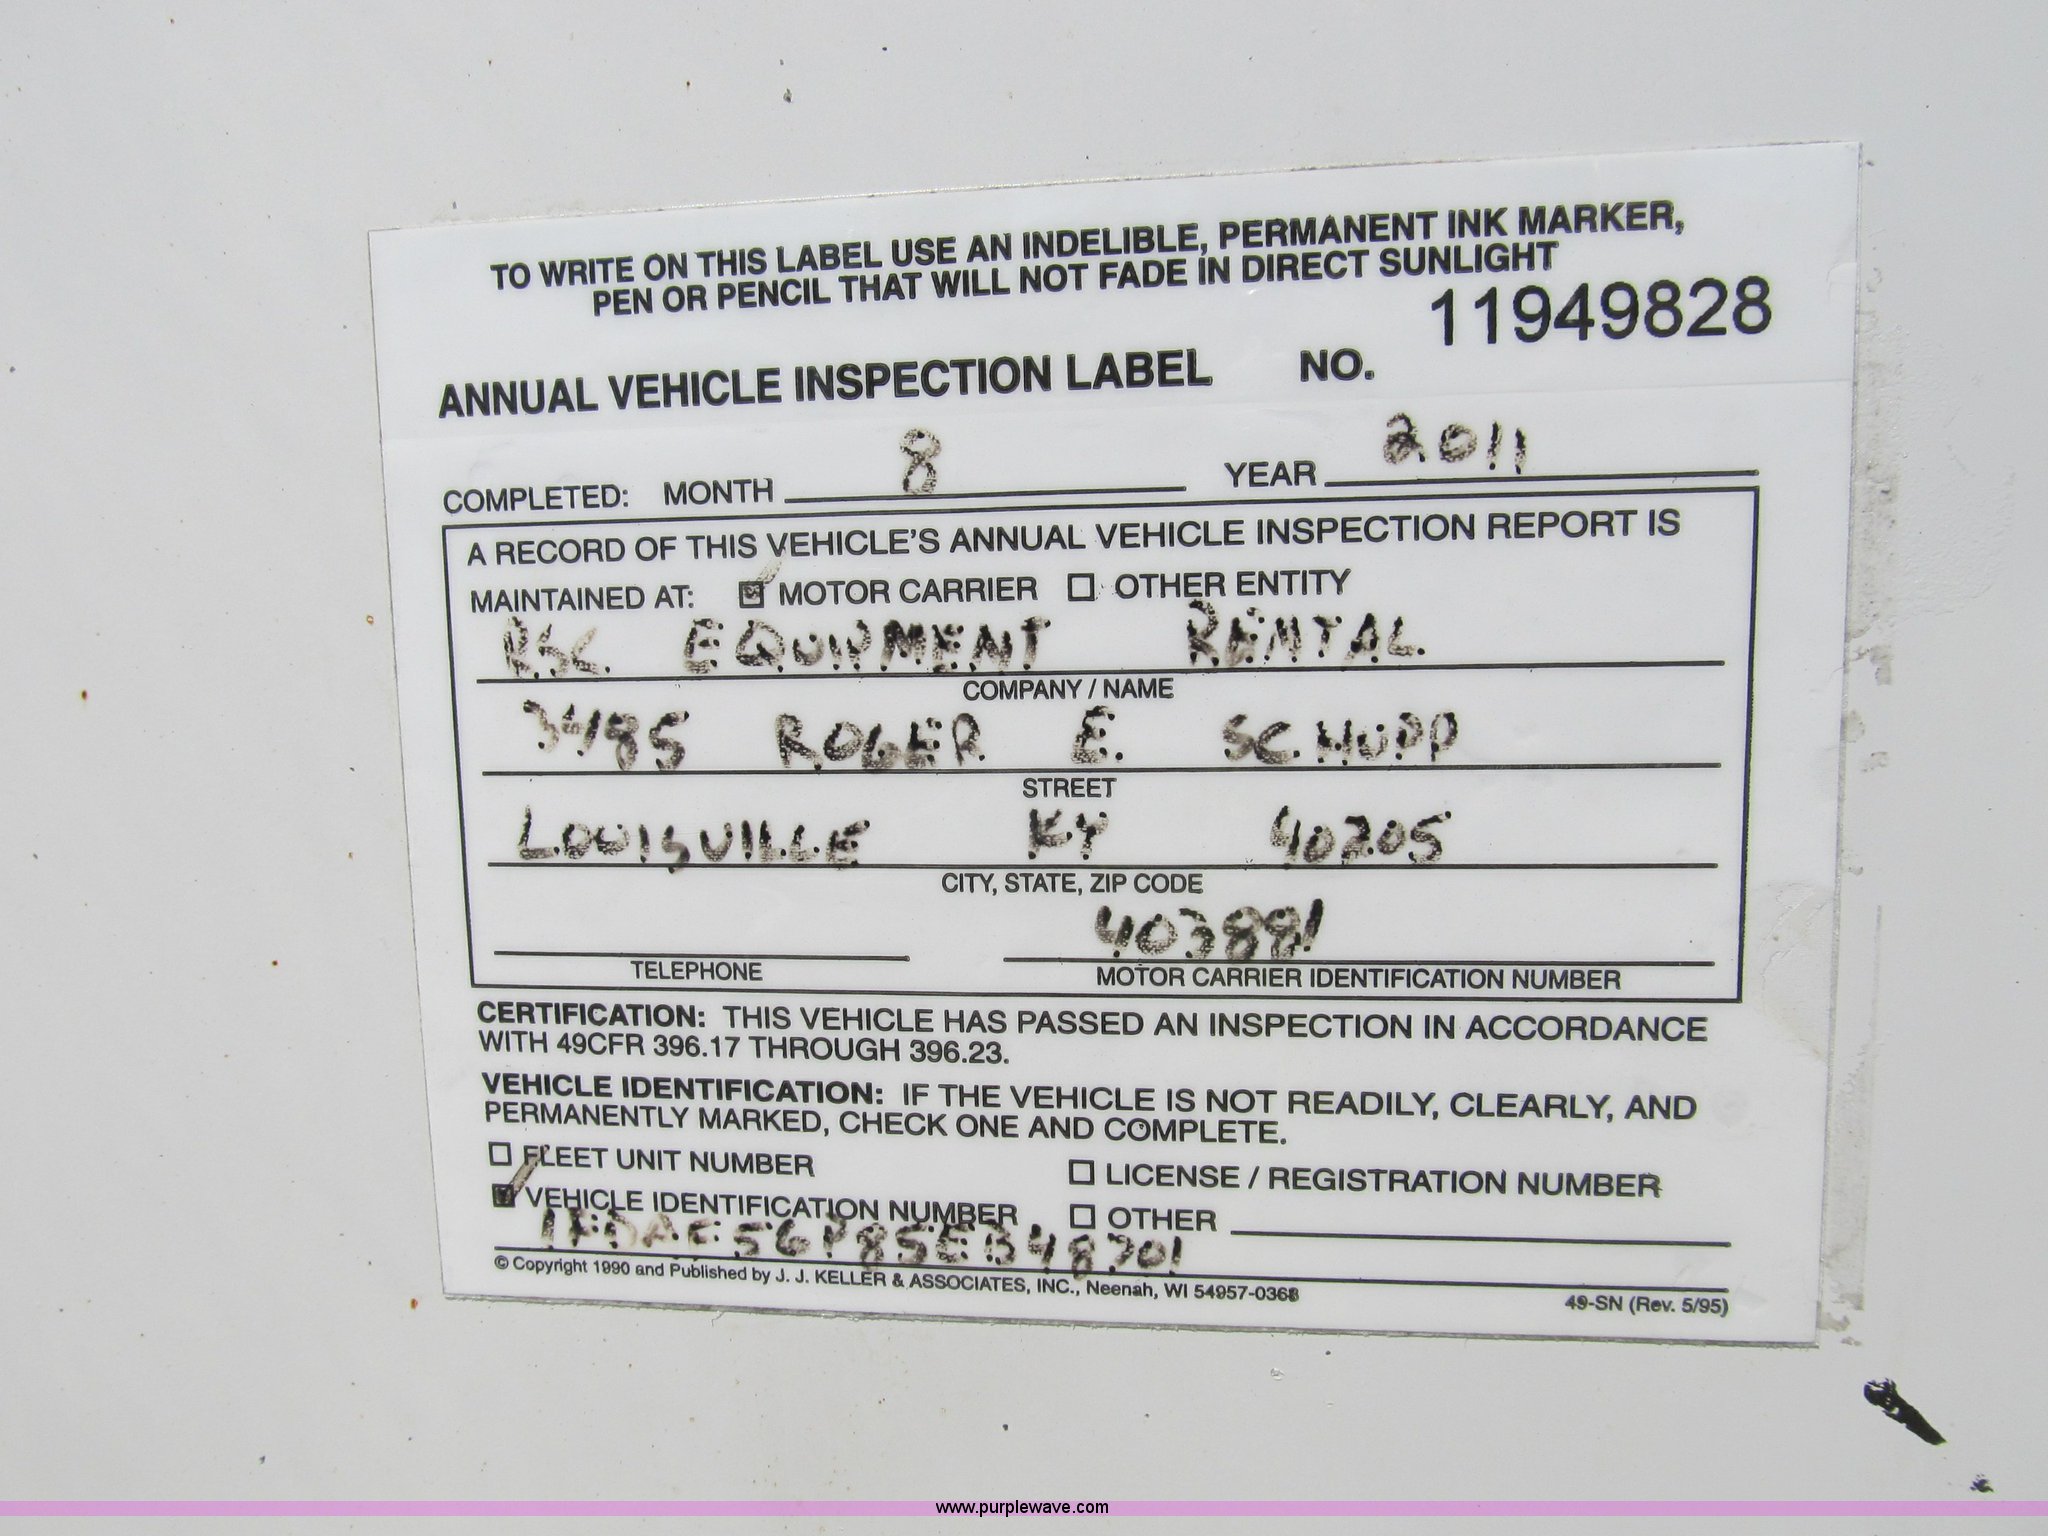 TO WRITE ON THIS LABEL USE AN INDELIBLE, PERMANENT INK MARKER,
PEN OR PENCIL THAT WILL NOT FADE IN DIRECT SUNLIGHT
11949828
ANNUAL VEHICLE INSPECTION LABEL NO.
COMPLETED: MONTH 8 YEAR 2011
A RECORD OF THIS VEHICLE'S ANNUAL VEHICLE INSPECTION REPORT IS
MAINTAINED AT: MOTOR CARRIER OTHER ENTITY
RSC EQUIPMENT RENTAL
COMPANY / NAME
3485 ROGER E. SCHUPP
STREET
LOUISVILLE KY 40205
CITY, STATE, ZIP CODE
403881
TELEPHONE MOTOR CARRIER IDENTIFICATION NUMBER
CERTIFICATION: THIS VEHICLE HAS PASSED AN INSPECTION IN ACCORDANCE
WITH 49CFR 396.17 THROUGH 396.23.
VEHICLE IDENTIFICATION: IF THE VEHICLE IS NOT READILY, CLEARLY, AND
PERMANENTLY MARKED, CHECK ONE AND COMPLETE.
FLEET UNIT NUMBER LICENSE / REGISTRATION NUMBER
VEHICLE IDENTIFICATION NUMBER OTHER
1FDAF56P85EB48701
© Copyright 1990 and Published by J. J. KELLER & ASSOCIATES, INC., Neenah, WI 54957-0368
49-SN (Rev. 5/95)
www.purplewave.com